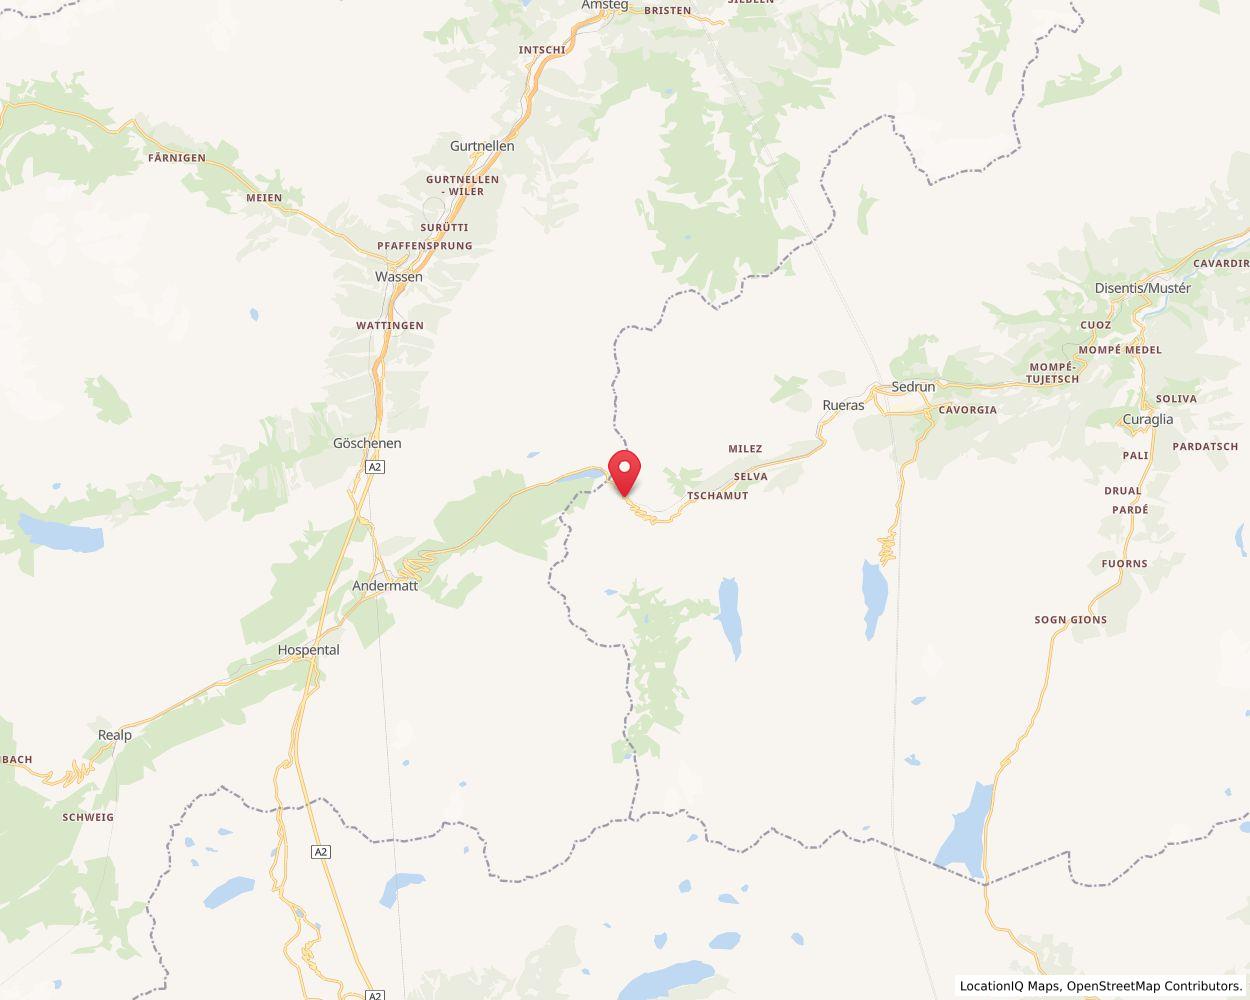 Amsteg
BRISTEN
INTSCHI
Gurtnellen
FÄRNIGEN
GURTNELLEN
- WILER
MEIEN
SURÜTTI
PFAFFENSPRUNG
Wassen
CAVARDIR
Disentis/Mustér
WATTINGEN
CUOZ
MOMPÉ MEDEL
MOMPÉ-
TUJETSCH
Sedrun
SOLIVA
Rueras
CAVORGIA
Curaglia
Göschenen
MILEZ
PARDATSCH
PALI
A2
SELVA
TSCHAMUT
DRUAL
PARDÉ
FUORNS
Andermatt
SOGN GIONS
Hospental
Realp
BACH
SCHWEIG
A2
A2
LocationIQ Maps, OpenStreetMap Contributors.